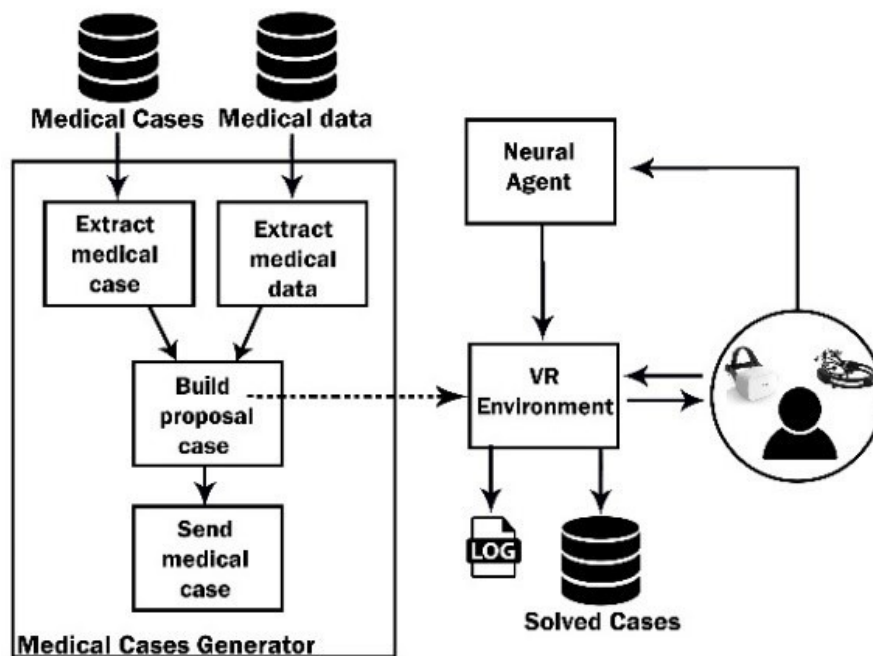 Medical Cases
Medical data
Extract
medical
case
Extract
medical
data
Build
proposal
case
Send
medical
case
Medical Cases Generator
Neural
Agent
VR
Environment
LOG
Solved Cases